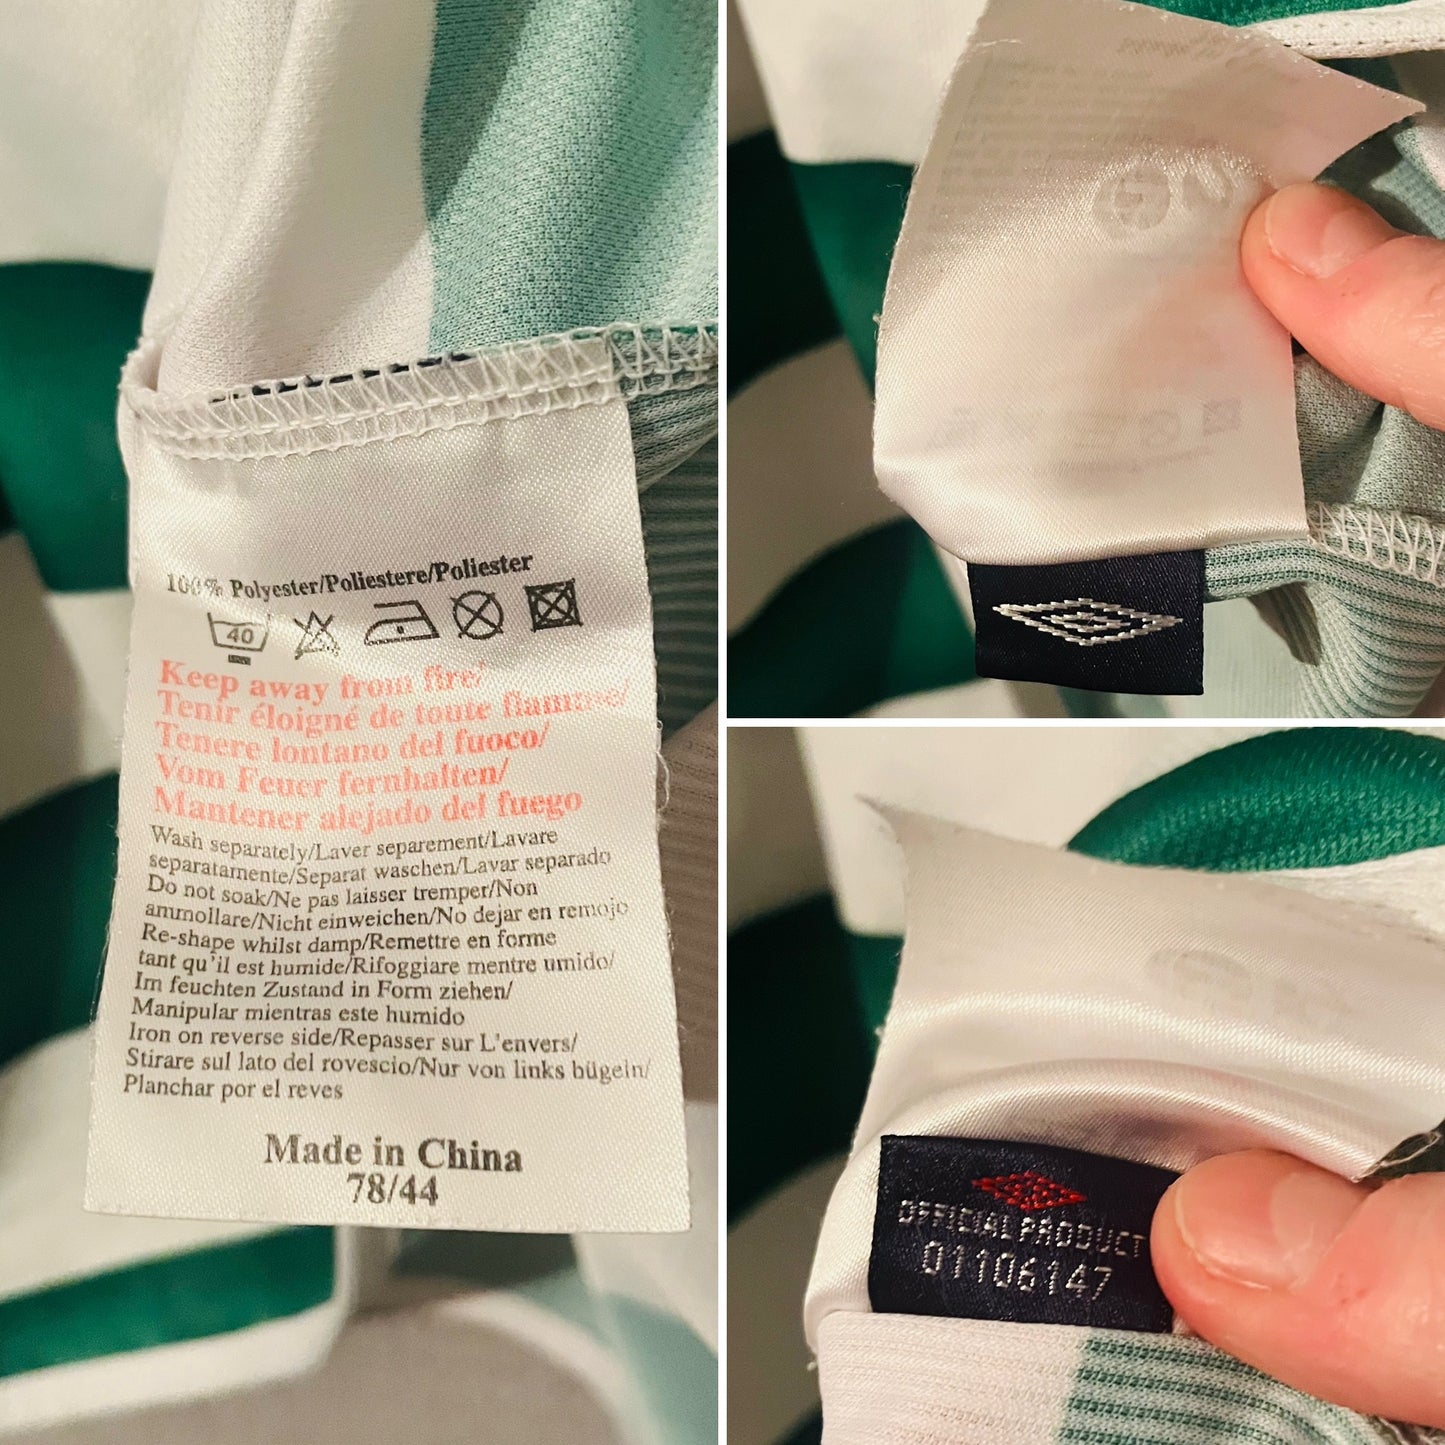 100% Polyester/Poliestere/Poliester
40
Keep away from fire/
Tenir éloigné de toute flamme/
Tenere lontano del fuoco/
Vom Feuer fernhalten/
Mantener alejado del fuego
Wash separately/Laver separement/Lavare
separatamente/Separat waschen/Lavar separado
Do not soak/Ne pas laisser tremper/Non
ammollare/Nicht einweichen/No dejar en remojo
Re-shape whilst damp/Remettre en forme
tant qu'il est humide/Rifoggiare mentre umido/
Im feuchten Zustand in Form ziehen/
Manipular mientras este humido
Iron on reverse side/Repasser sur L'envers/
Stirare sul lato del rovescio/Nur von links bügeln/
Planchar por el reves
Made in China
78/44
OFFICIAL PRODUCT
01106147